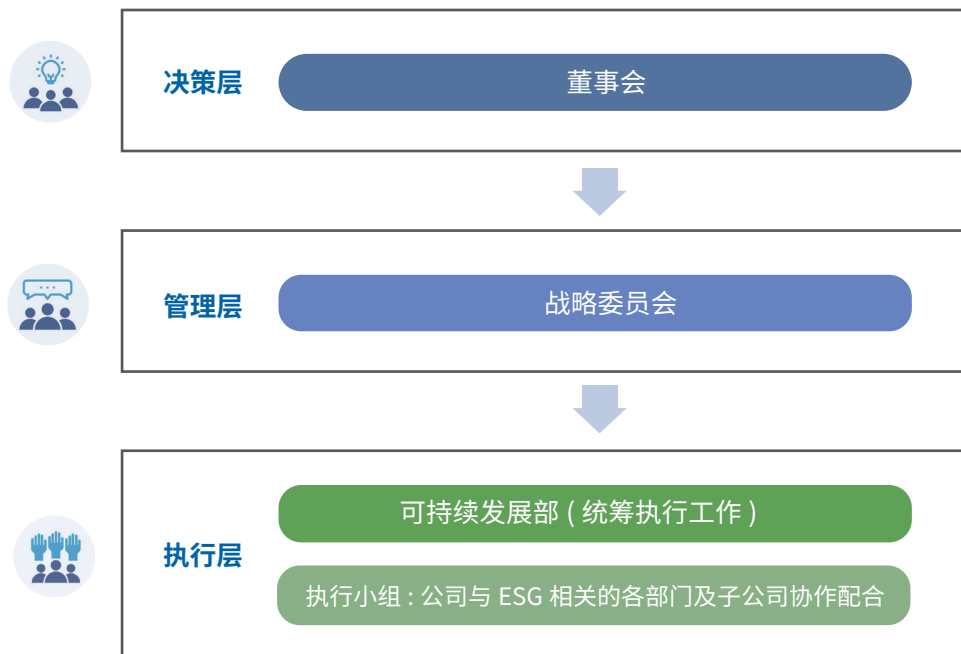 决策层
董事会
管理层
战略委员会
执行层
可持续发展部 ( 统筹执行工作 )
执行小组 : 公司与 ESG 相关的各部门及子公司协作配合